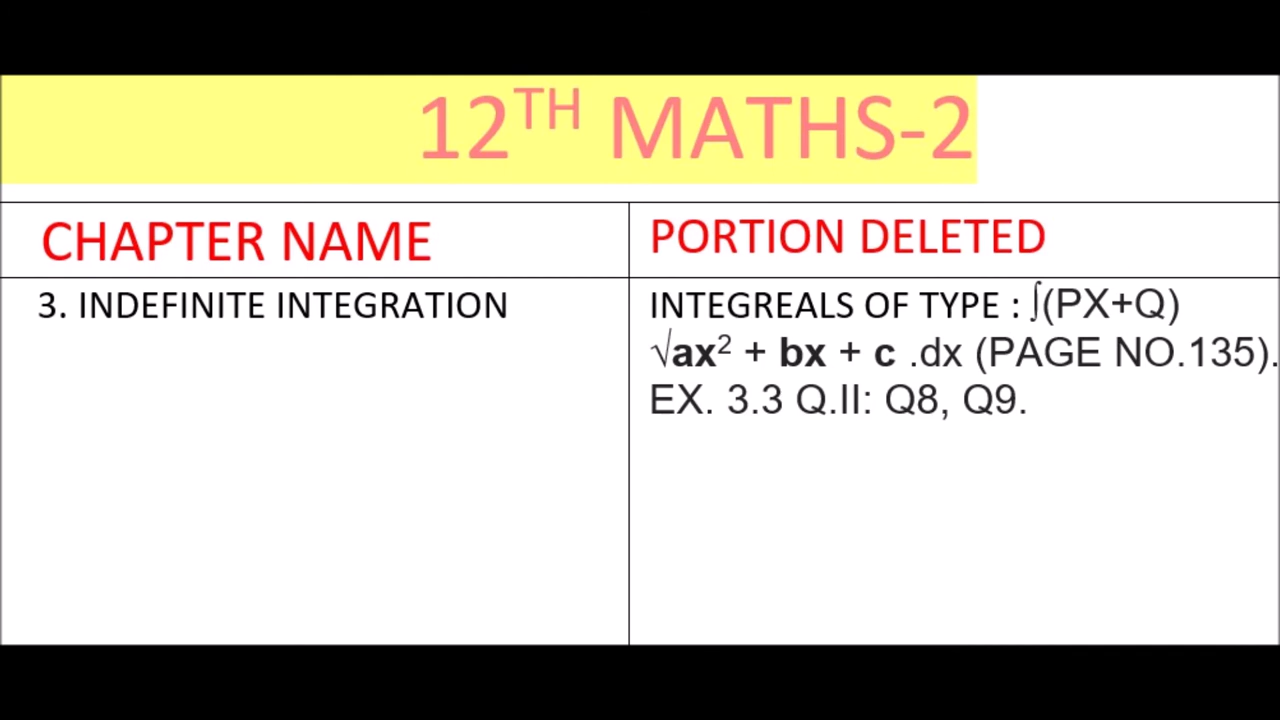 12TH MATHS-2
CHAPTER NAME
PORTION DELETED
3. INDEFINITE INTEGRATION
INTEGREALS OF TYPE : ∫(PX+Q)
√ax² + bx + c .dx (PAGE NO.135).
EX. 3.3 Q.II: Q8, Q9.